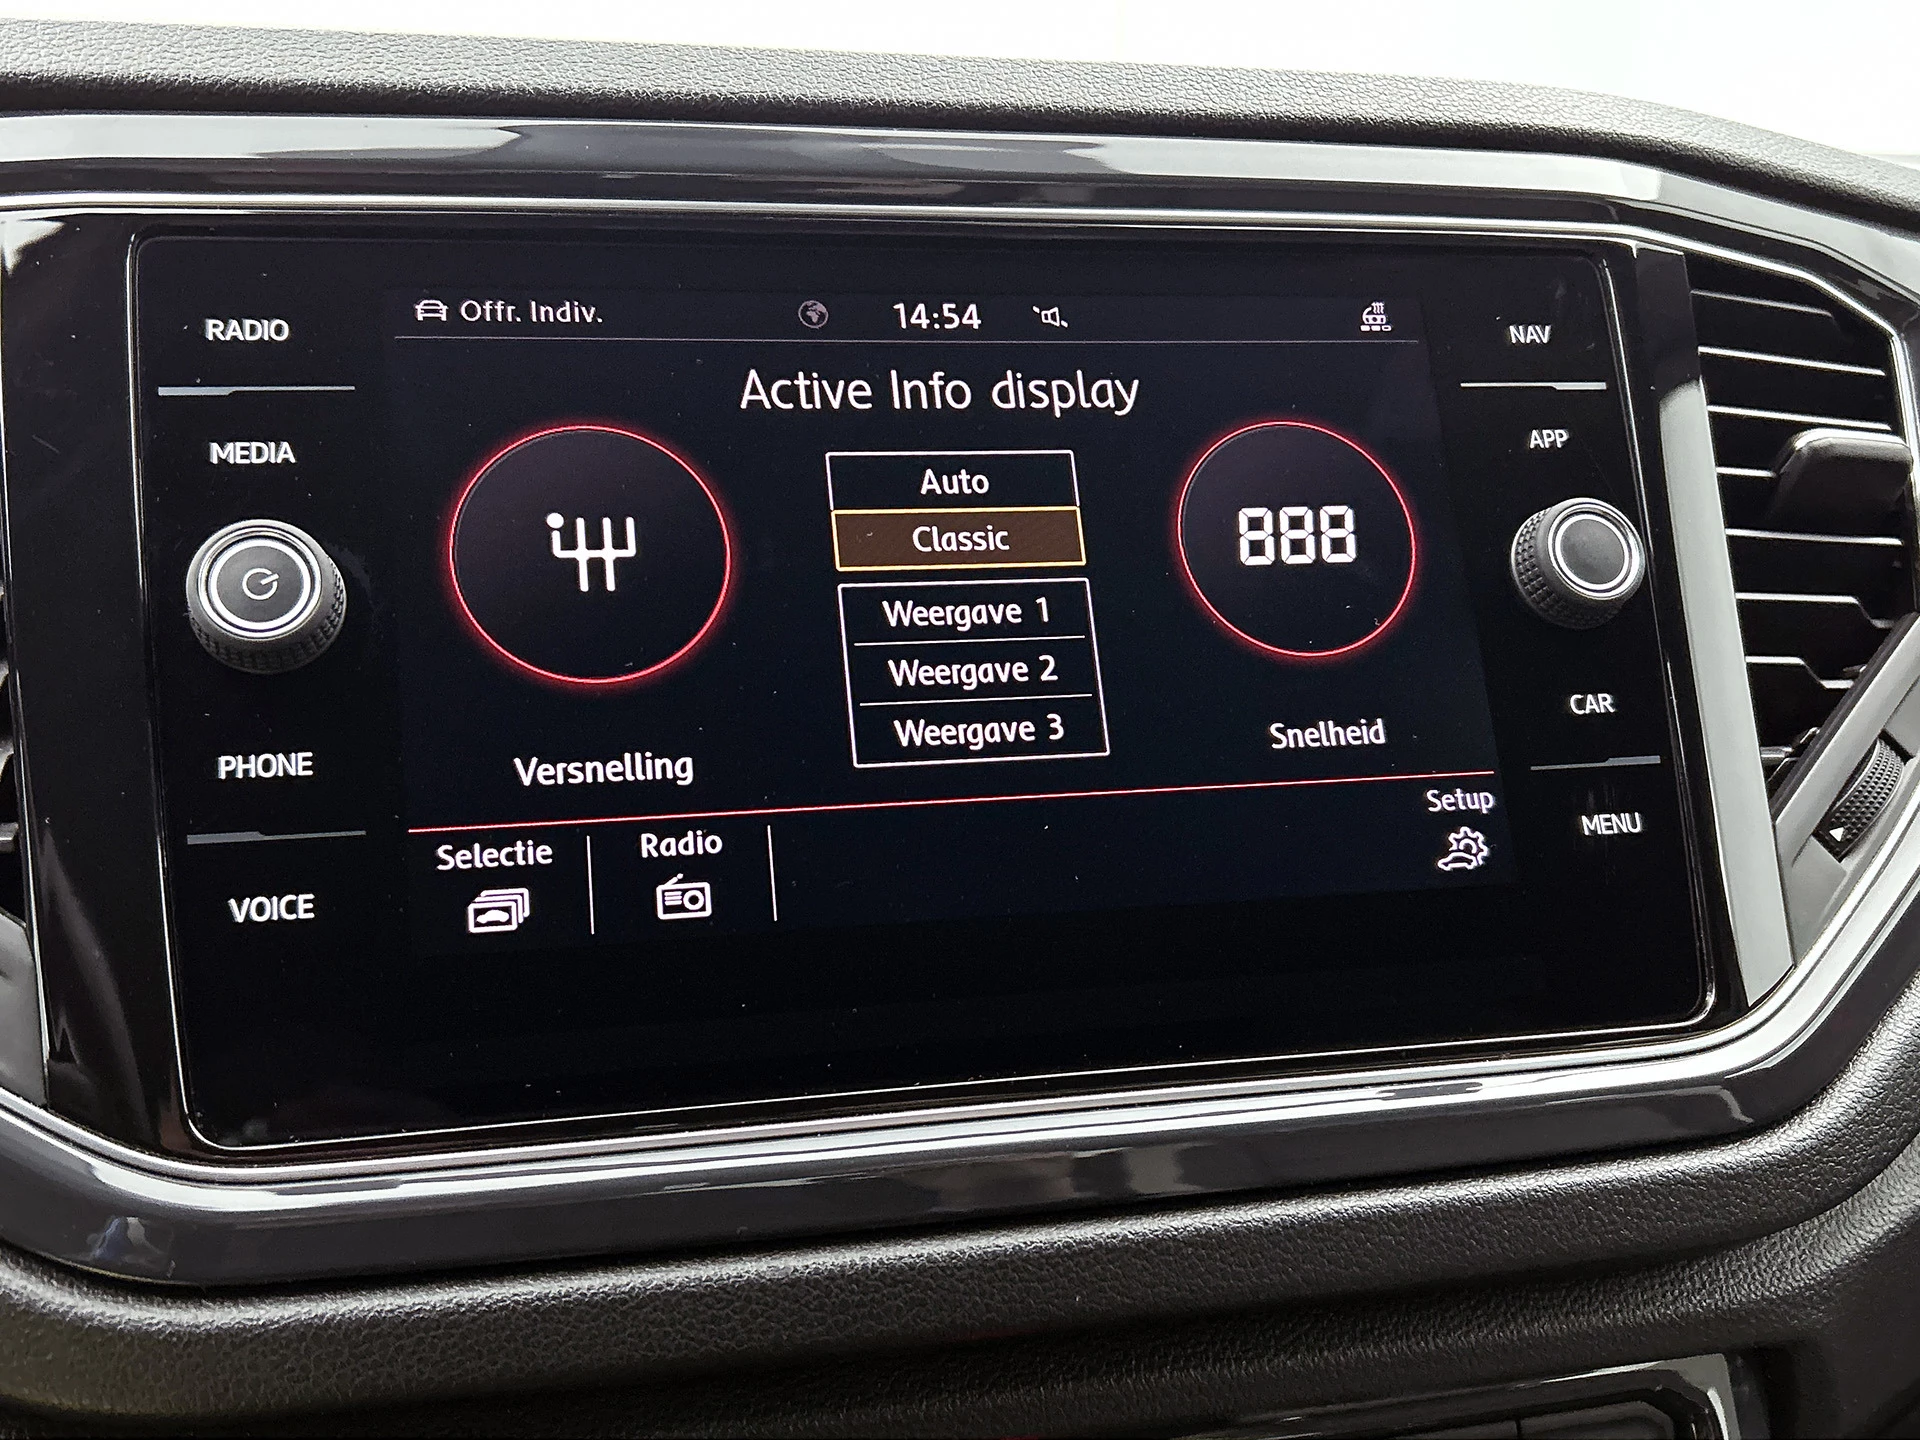 RADIO
MEDIA
PHONE
VOICE
Offr. Indiv.
14:54
Active Info display
Auto
Classic
Weergave 1
Weergave 2
Weergave 3
Versnelling
888
Snelheid
Selectie
Radio
Setup
NAV
APP
CAR
MENU